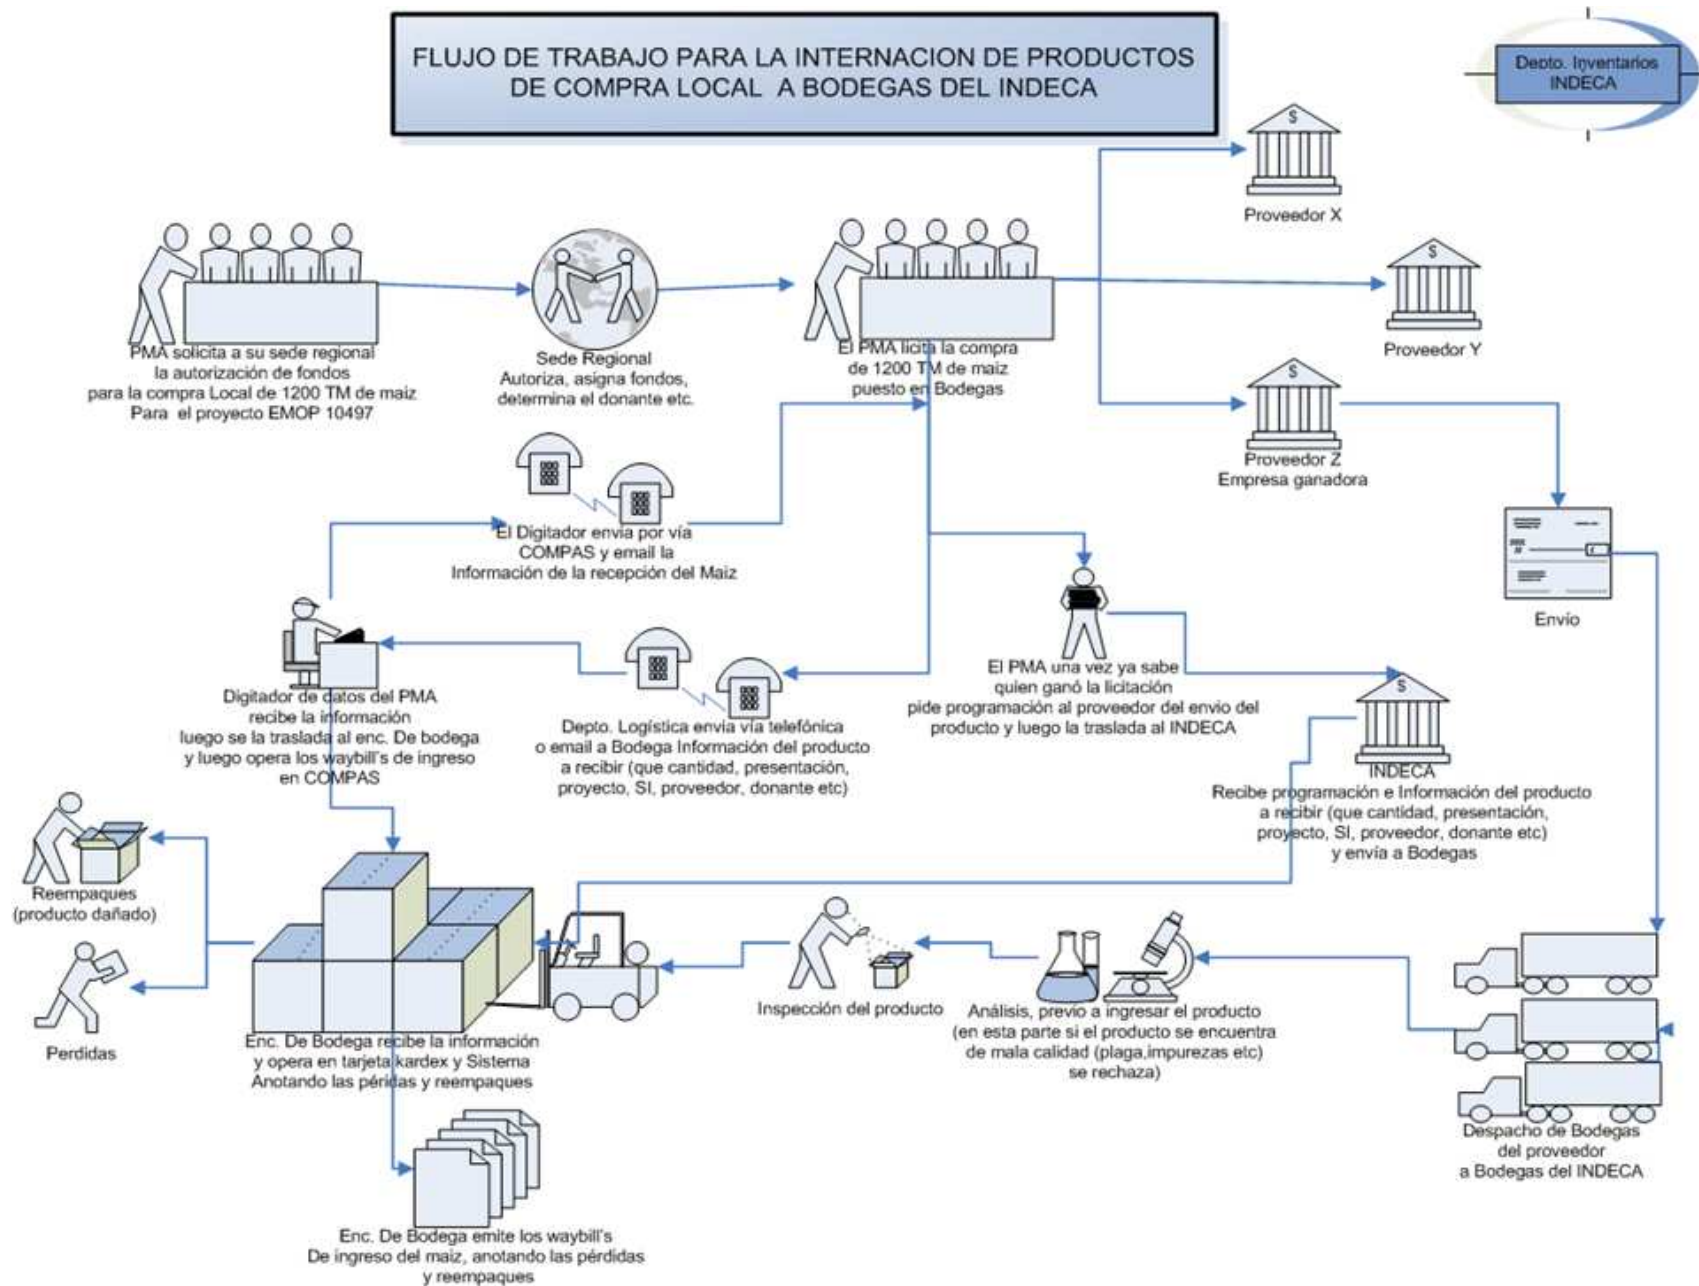 FLUJO DE TRABAJO PARA LA INTERNACION DE PRODUCTOS
DE COMPRA LOCAL A BODEGAS DEL INDECA
Depto. Inventarios
INDECA
$
Proveedor X
$
Proveedor Y
$
Proveedor Z
Empresa ganadora
PMA solicita a su sede regional
la autorización de fondos
para la compra Local de 1200 TM de maiz
Para el proyecto EMOP 10497
Sede Regional
Autoriza, asigna fondos,
determina el donante etc.
El PMA licita la compra
de 1200 TM de maiz
puesto en Bodegas
El Digitador envia por vía
COMPAS y email la
Información de la recepción del Maiz
Envío
Digitador de datos del PMA
recibe la información
luego se la traslada al enc. De bodega
y luego opera los waybill's de ingreso
en COMPAS
Depto. Logística envia vía telefónica
o email a Bodega Información del producto
a recibir (que cantidad, presentación,
proyecto, SI, proveedor, donante etc)
El PMA una vez ya sabe
quien ganó la licitación
pide programación al proveedor del envio del
producto y luego la traslada al INDECA
$
INDECA
Recibe programación e Información del producto
a recibir (que cantidad, presentación,
proyecto, SI, proveedor, donante etc)
y envía a Bodegas
Reempaques
(producto dañado)
Perdidas
Enc. De Bodega recibe la información
y opera en tarjeta kardex y Sistema
Anotando las péridas y reempaques
Inspección del producto
Análisis, previo a ingresar el producto
(en esta parte si el producto se encuentra
de mala calidad (plaga,impurezas etc)
se rechaza)
Despacho de Bodegas
del proveedor
a Bodegas del INDECA
Enc. De Bodega emite los waybill's
De ingreso del maiz, anotando las pérdidas
y reempaques